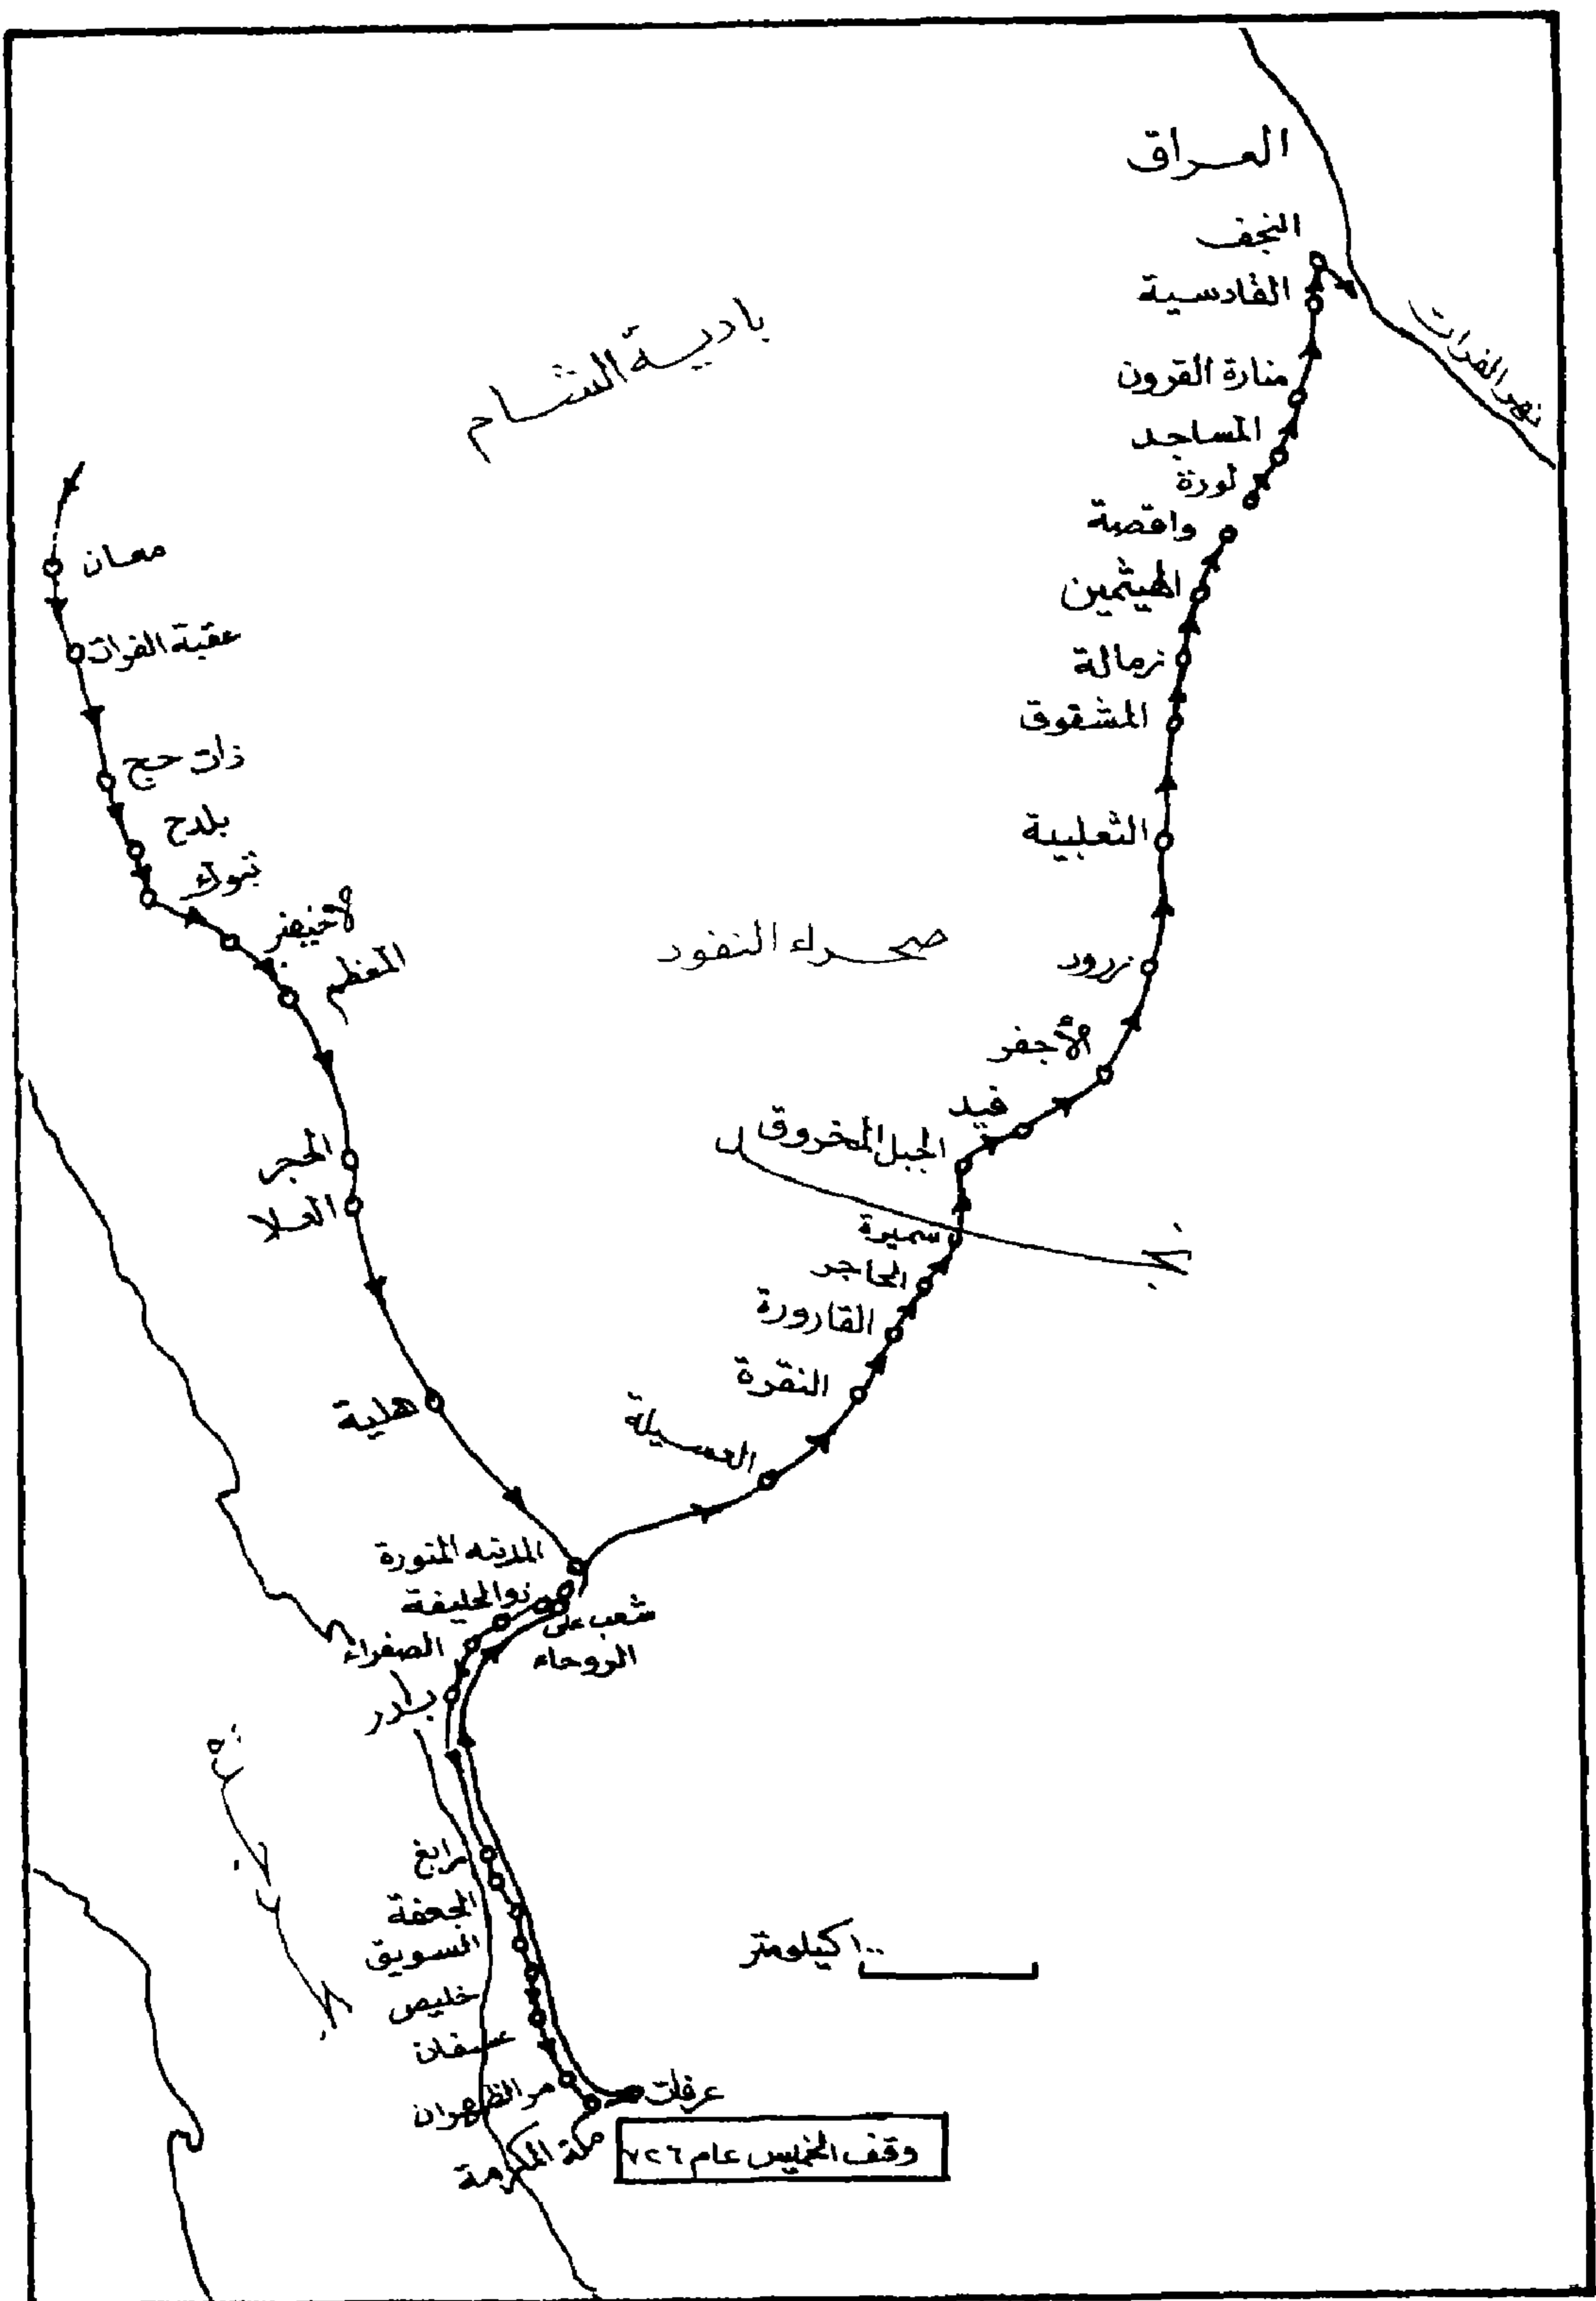 العراق
النجف
القادسية
نهر الفرات
منارة القرون
المساجد
لورة
واقصة
الهيثمين
زمالة
المشقوق
الثعلبية
زرود
الأجفر
فيد
الجبل المخروق
سميرة
الحاجر
القارورة
النقرة
العسيلة
بادية الشام
صحراء النفود
نجد
معان
عقبة الصوان
ذات حج
بلدح
تبوك
الأخيضر
المعظم
الحجر
العلا
هدية
المدينة المنورة
ذو الحليفة
شعب علي
الروحاء
الصفراء
بدر
رابغ
الجحفة
السويق
خليص
عسفان
مر الظهران
مكة المكرمة
عرفات
وقف الخميس عام ٧٢٦
١٠٠ كيلومتر